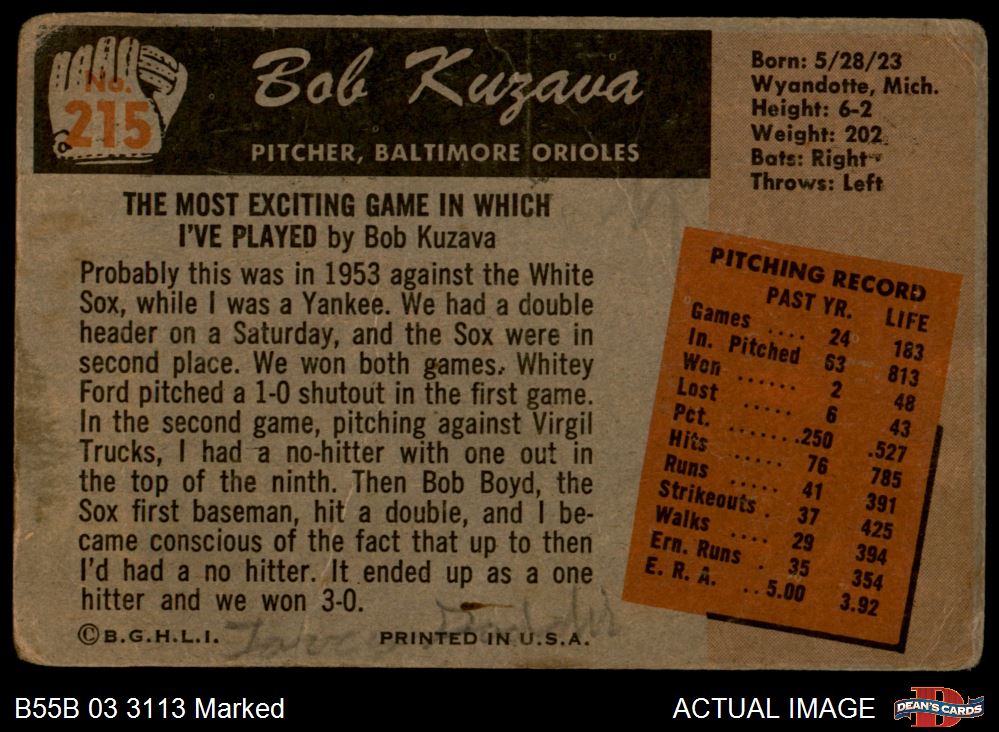 No.
215
Bob Kuzava
PITCHER, BALTIMORE ORIOLES
Born: 5/28/23
Wyandotte, Mich.
Height: 6-2
Weight: 202
Bats: Right
Throws: Left
THE MOST EXCITING GAME IN WHICH
I'VE PLAYED by Bob Kuzava
Probably this was in 1953 against the White
Sox, while I was a Yankee. We had a double
header on a Saturday, and the Sox were in
second place. We won both games. Whitey
Ford pitched a 1-0 shutout in the first game.
In the second game, pitching against Virgil
Trucks, I had a no-hitter with one out in
the top of the ninth. Then Bob Boyd, the
Sox first baseman, hit a double, and I be-
came conscious of the fact that up to then
I'd had a no hitter. It ended up as a one
hitter and we won 3-0.
PITCHING RECORD
PAST YR. LIFE
Games .... 24 183
In. Pitched 63 813
Won ...... 2 48
Lost ..... 6 43
Pct. .......250 .527
Hits ..... 76 785
Runs ..... 41 391
Strikeouts . 37 425
Walks .... 29 394
Ern. Runs . 35 354
E. R. A. ..5.00 3.92
©B.G.H.L.I. PRINTED IN U.S.A.
B55B 03 3113 Marked
ACTUAL IMAGE
D
DEAN'S CARDS